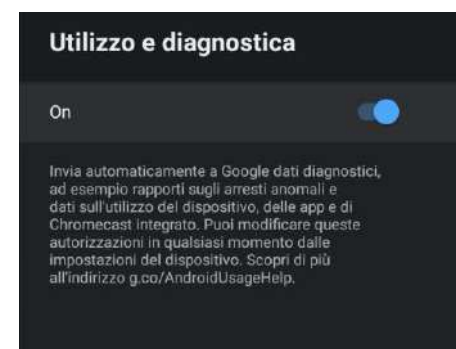 Utilizzo e diagnostica
On
Invia automaticamente a Google dati diagnostici,
ad esempio rapporti sugli arresti anomali e
dati sull'utilizzo del dispositivo, delle app e di
Chromecast integrato. Puoi modificare queste
autorizzazioni in qualsiasi momento dalle
impostazioni del dispositivo. Scopri di più
all'indirizzo g.co/AndroidUsageHelp.